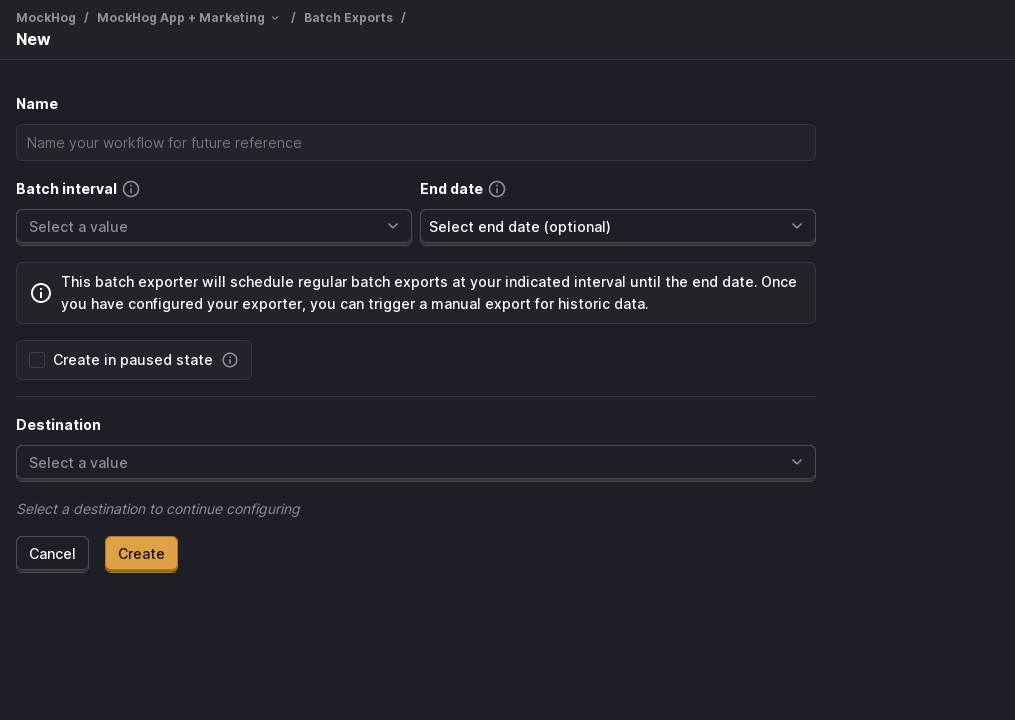 MockHog / MockHog App + Marketing / Batch Exports /
New
Name
Name your workflow for future reference
Batch interval
End date
Select a value
Select end date (optional)
This batch exporter will schedule regular batch exports at your indicated interval until the end date. Once
you have configured your exporter, you can trigger a manual export for historic data.
Create in paused state
Destination
Select a value
Select a destination to continue configuring
Cancel
Create